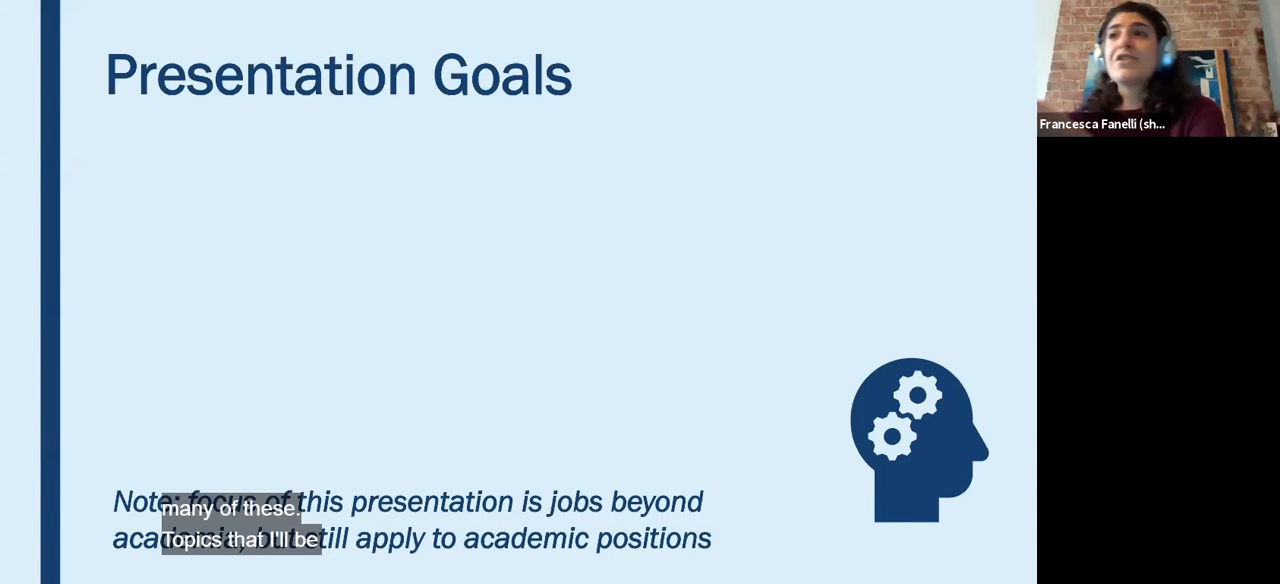 Presentation Goals
Francesca Fanelli (sh...
Note: focus of this presentation is jobs beyond
many of these.
academia, but still apply to academic positions
Topics that I'll be